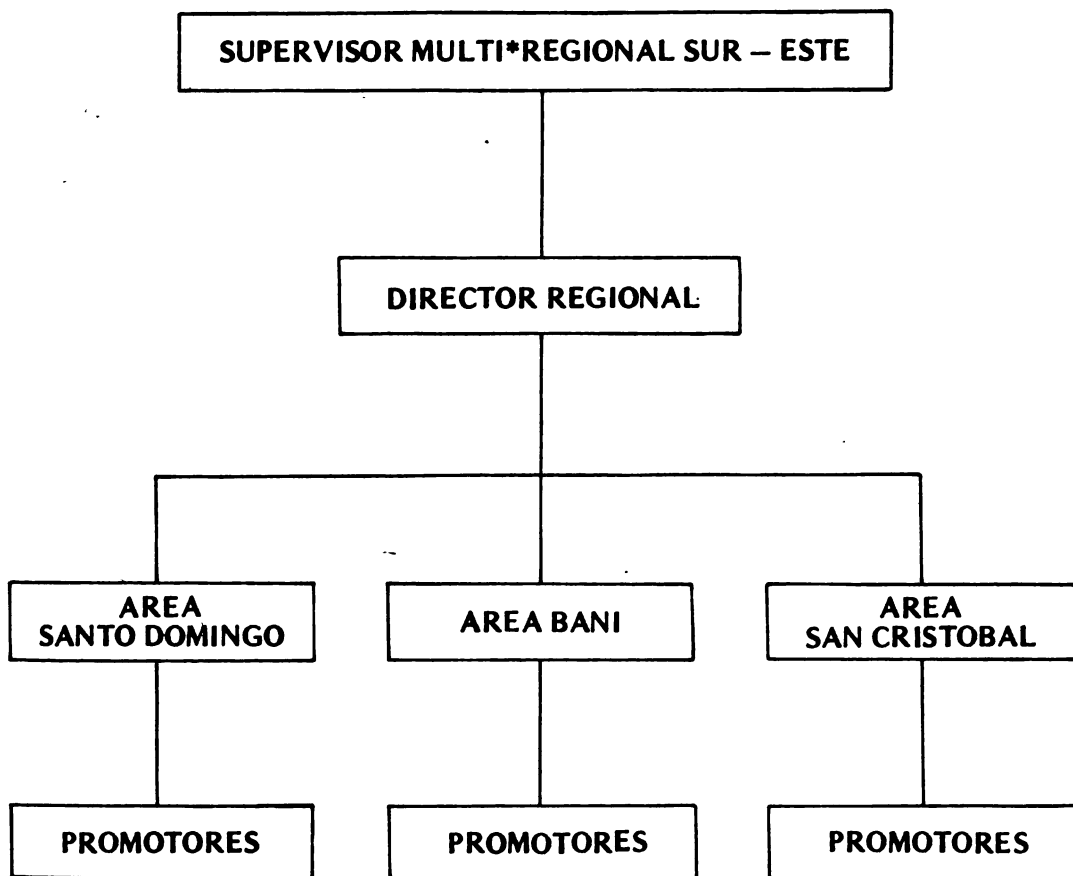 SUPERVISOR MULTI*REGIONAL SUR – ESTE
DIRECTOR REGIONAL
AREA
SANTO DOMINGO
AREA BANI
AREA
SAN CRISTOBAL
PROMOTORES
PROMOTORES
PROMOTORES